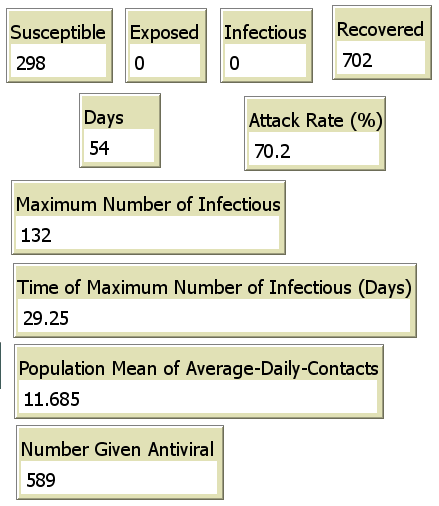 Susceptible
298
Exposed
0
Infectious
0
Recovered
702
Days
54
Attack Rate (%)
70.2
Maximum Number of Infectious
132
Time of Maximum Number of Infectious (Days)
29.25
Population Mean of Average-Daily-Contacts
11.685
Number Given Antiviral
589